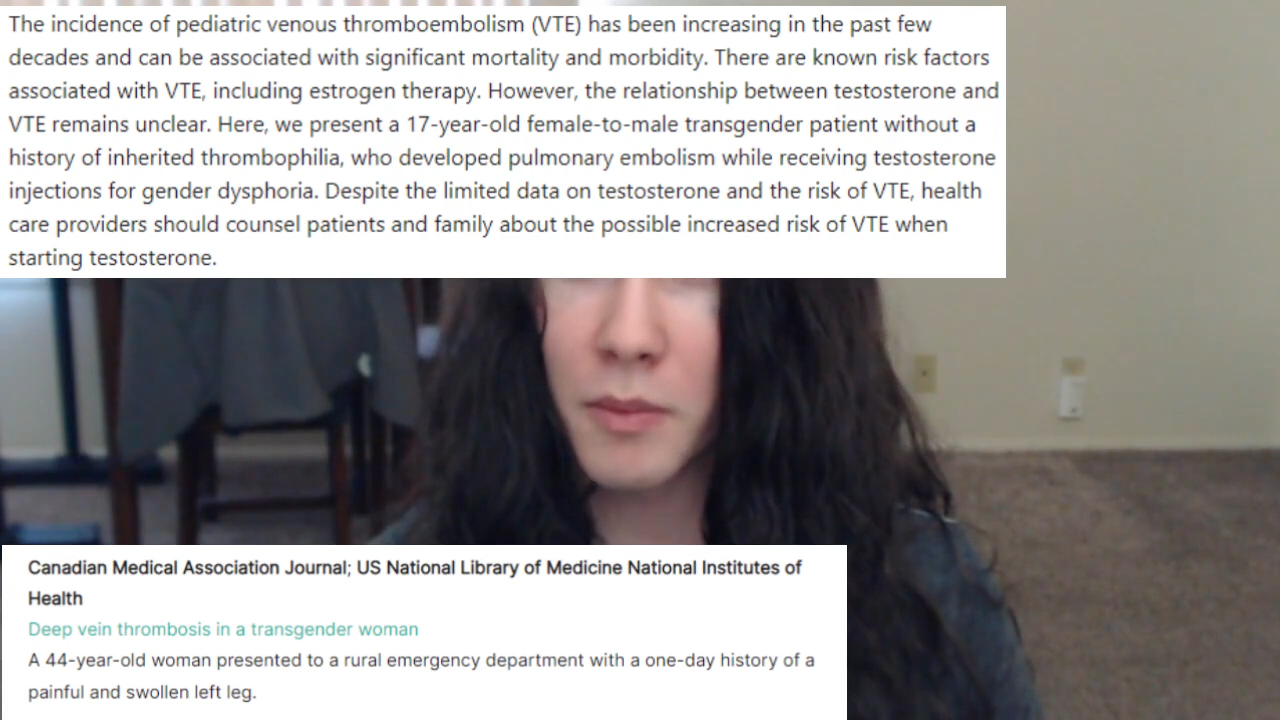 The incidence of pediatric venous thromboembolism (VTE) has been increasing in the past few
decades and can be associated with significant mortality and morbidity. There are known risk factors
associated with VTE, including estrogen therapy. However, the relationship between testosterone and
VTE remains unclear. Here, we present a 17-year-old female-to-male transgender patient without a
history of inherited thrombophilia, who developed pulmonary embolism while receiving testosterone
injections for gender dysphoria. Despite the limited data on testosterone and the risk of VTE, health
care providers should counsel patients and family about the possible increased risk of VTE when
starting testosterone.
Canadian Medical Association Journal; US National Library of Medicine National Institutes of
Health
Deep vein thrombosis in a transgender woman
A 44-year-old woman presented to a rural emergency department with a one-day history of a
painful and swollen left leg.